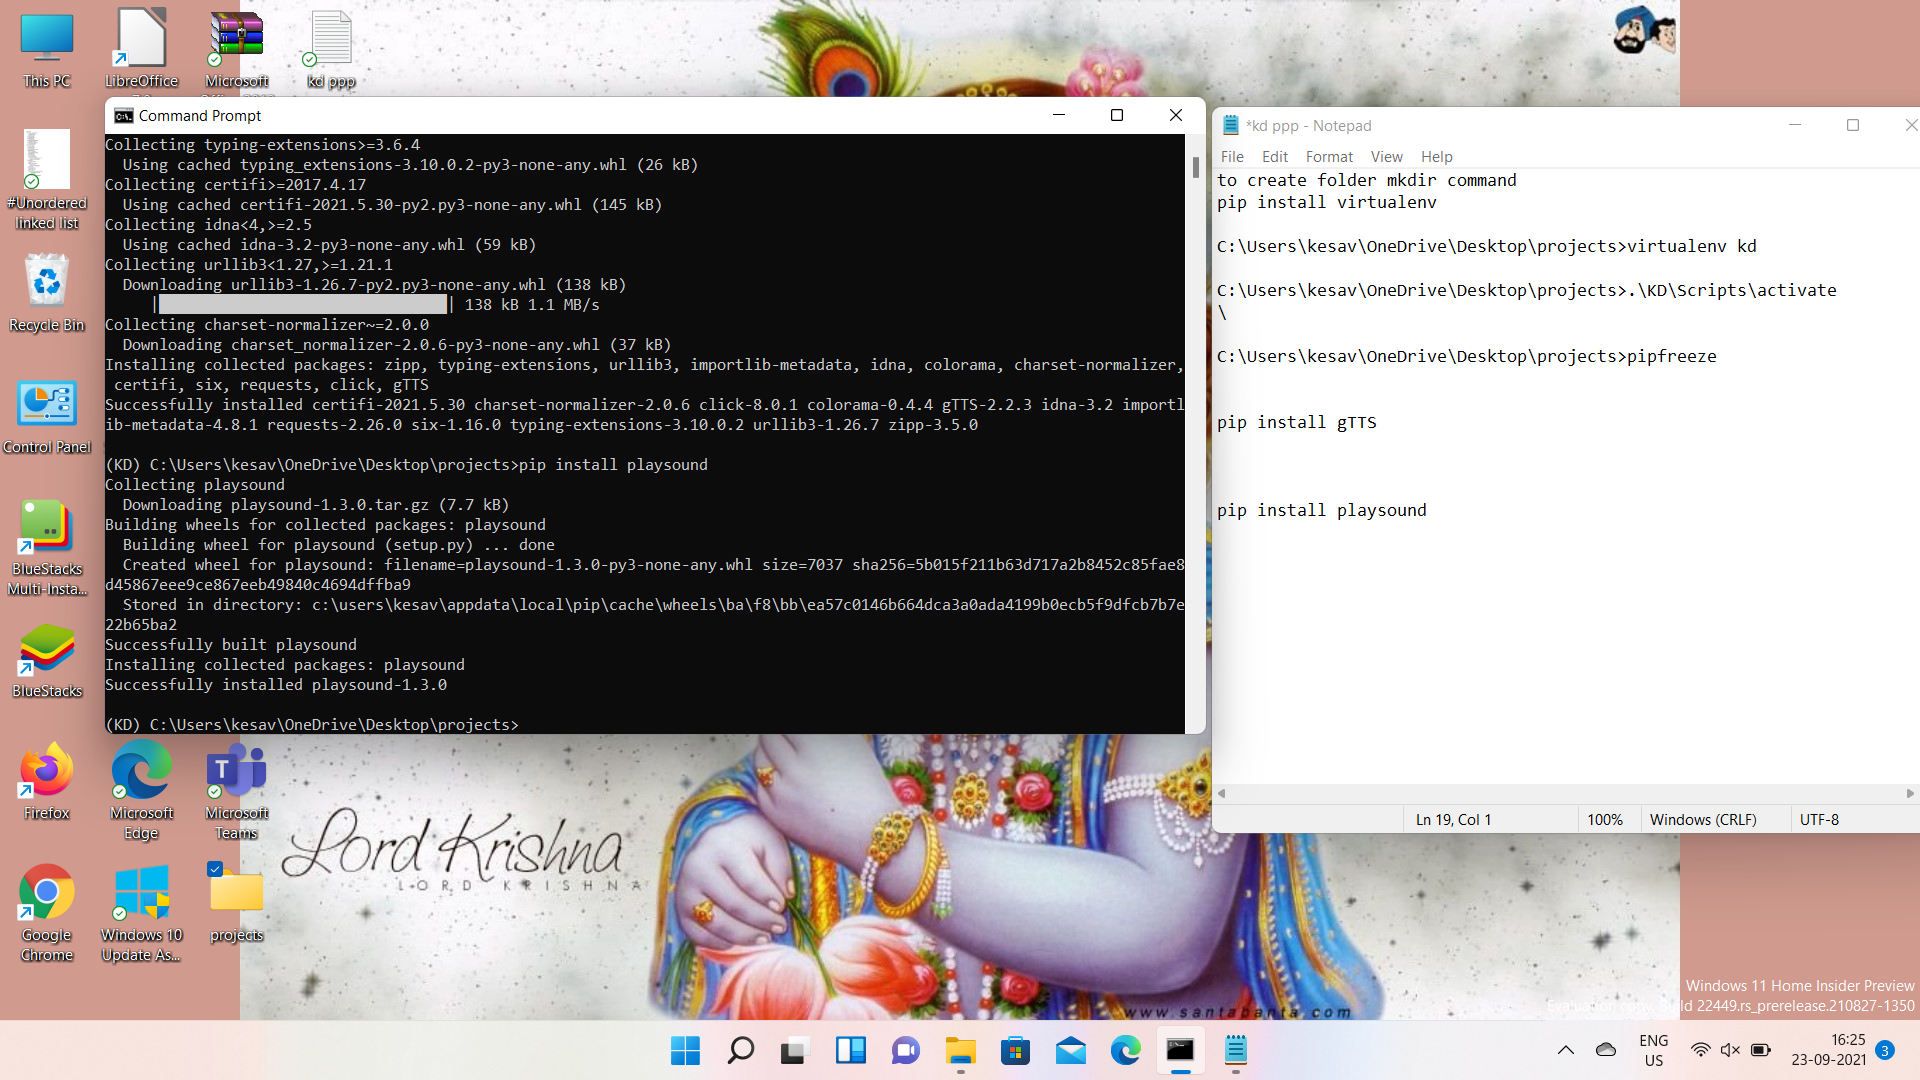 This PC
LibreOffice
Microsoft
kd ppp
#Unordered
linked list
Recycle Bin
Control Panel
BlueStacks
Multi-Insta...
BlueStacks
Firefox
Microsoft
Edge
Microsoft
Teams
Google
Chrome
Windows 10
Update As...
projects
Command Prompt
Collecting typing-extensions>=3.6.4
Using cached typing_extensions-3.10.0.2-py3-none-any.whl (26 kB)
Collecting certifi>=2017.4.17
Using cached certifi-2021.5.30-py2.py3-none-any.whl (145 kB)
Collecting idna<4,>=2.5
Using cached idna-3.2-py3-none-any.whl (59 kB)
Collecting urllib3<1.27,>=1.21.1
Downloading urllib3-1.26.7-py2.py3-none-any.whl (138 kB)
| | 138 kB 1.1 MB/s
Collecting charset-normalizer~=2.0.0
Downloading charset_normalizer-2.0.6-py3-none-any.whl (37 kB)
Installing collected packages: zipp, typing-extensions, urllib3, importlib-metadata, idna, colorama, charset-normalizer,
certifi, six, requests, click, gTTS
Successfully installed certifi-2021.5.30 charset-normalizer-2.0.6 click-8.0.1 colorama-0.4.4 gTTS-2.2.3 idna-3.2 importl
ib-metadata-4.8.1 requests-2.26.0 six-1.16.0 typing-extensions-3.10.0.2 urllib3-1.26.7 zipp-3.5.0
(KD) C:\Users\kesav\OneDrive\Desktop\projects>pip install playsound
Collecting playsound
Downloading playsound-1.3.0.tar.gz (7.7 kB)
Building wheels for collected packages: playsound
Building wheel for playsound (setup.py) ... done
Created wheel for playsound: filename=playsound-1.3.0-py3-none-any.whl size=7037 sha256=5b015f211b63d717a2b8452c85fae8
d45867eee9ce867eeb49840c4694dffba9
Stored in directory: c:\users\kesav\appdata\local\pip\cache\wheels\ba\f8\bb\ea57c0146b664dca3a0ada4199b0ecb5f9dfcb7b7e
22b65ba2
Successfully built playsound
Installing collected packages: playsound
Successfully installed playsound-1.3.0
(KD) C:\Users\kesav\OneDrive\Desktop\projects>
*kd ppp - Notepad
File Edit Format View Help
to create folder mkdir command
pip install virtualenv
C:\Users\kesav\OneDrive\Desktop\projects>virtualenv kd
C:\Users\kesav\OneDrive\Desktop\projects>.\KD\Scripts\activate
\
C:\Users\kesav\OneDrive\Desktop\projects>pipfreeze
pip install gTTS
pip install playsound
Ln 19, Col 1 100% Windows (CRLF) UTF-8
Lord Krishna
LORD KRISHNA
www.santabanta.com
Windows 11 Home Insider Preview
Evaluation copy. Build 22449.rs_prerelease.210827-1350
ENG
US
16:25
23-09-2021
3